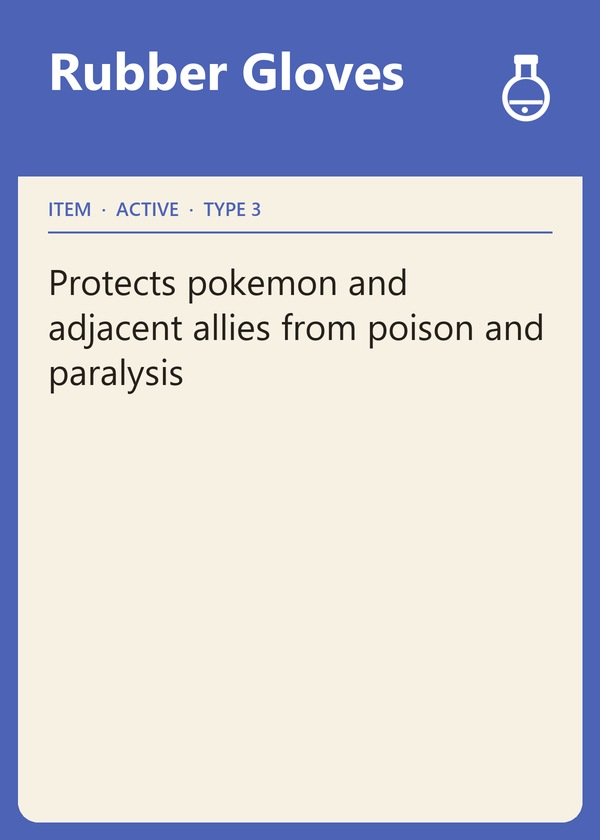 Rubber Gloves
ITEM · ACTIVE · TYPE 3
Protects pokemon and
adjacent allies from poison and
paralysis